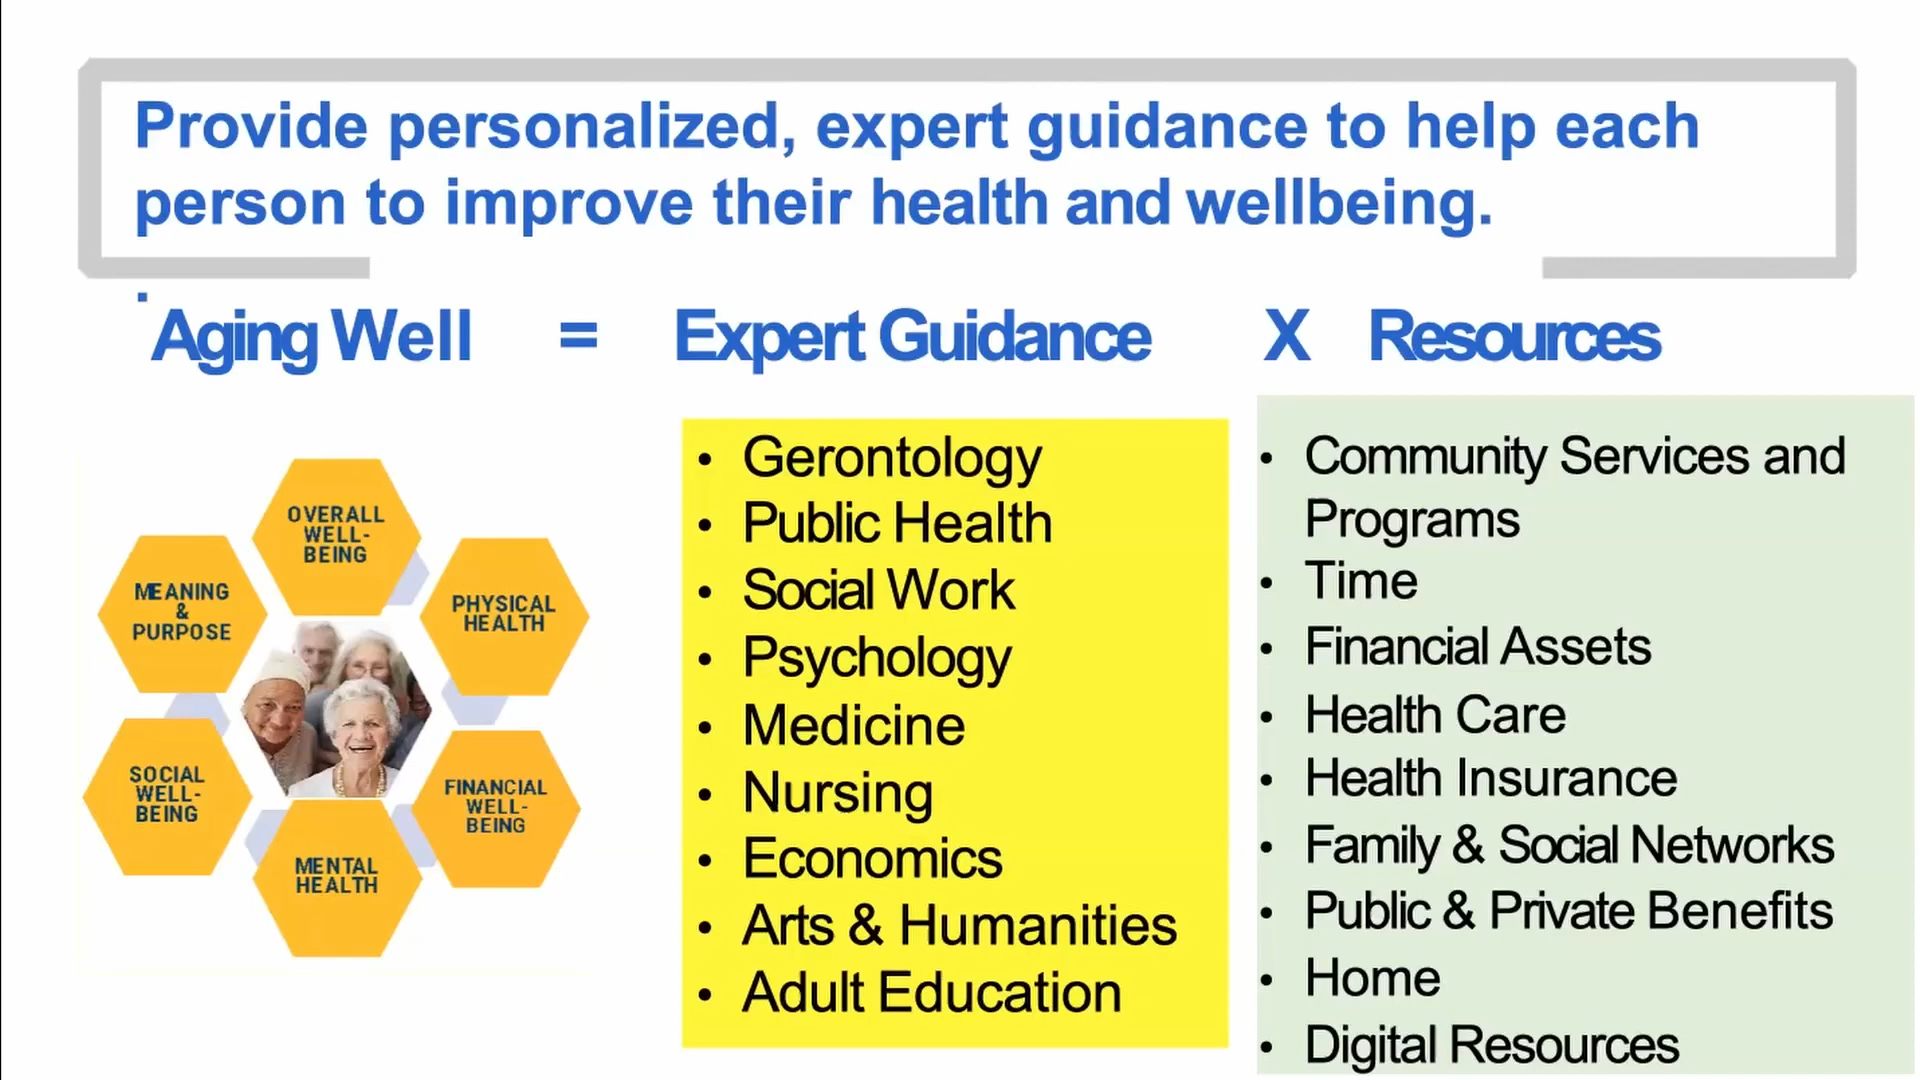 Provide personalized, expert guidance to help each
person to improve their health and wellbeing.
.
Aging Well = Expert Guidance X Resources
OVERALL
WELL-
BEING
MEANING
&
PURPOSE
PHYSICAL
HEALTH
SOCIAL
WELL-
BEING
FINANCIAL
WELL-
BEING
MENTAL
HEALTH
• Gerontology
• Public Health
• Social Work
• Psychology
• Medicine
• Nursing
• Economics
• Arts & Humanities
• Adult Education
• Community Services and
Programs
• Time
• Financial Assets
• Health Care
• Health Insurance
• Family & Social Networks
• Public & Private Benefits
• Home
• Digital Resources